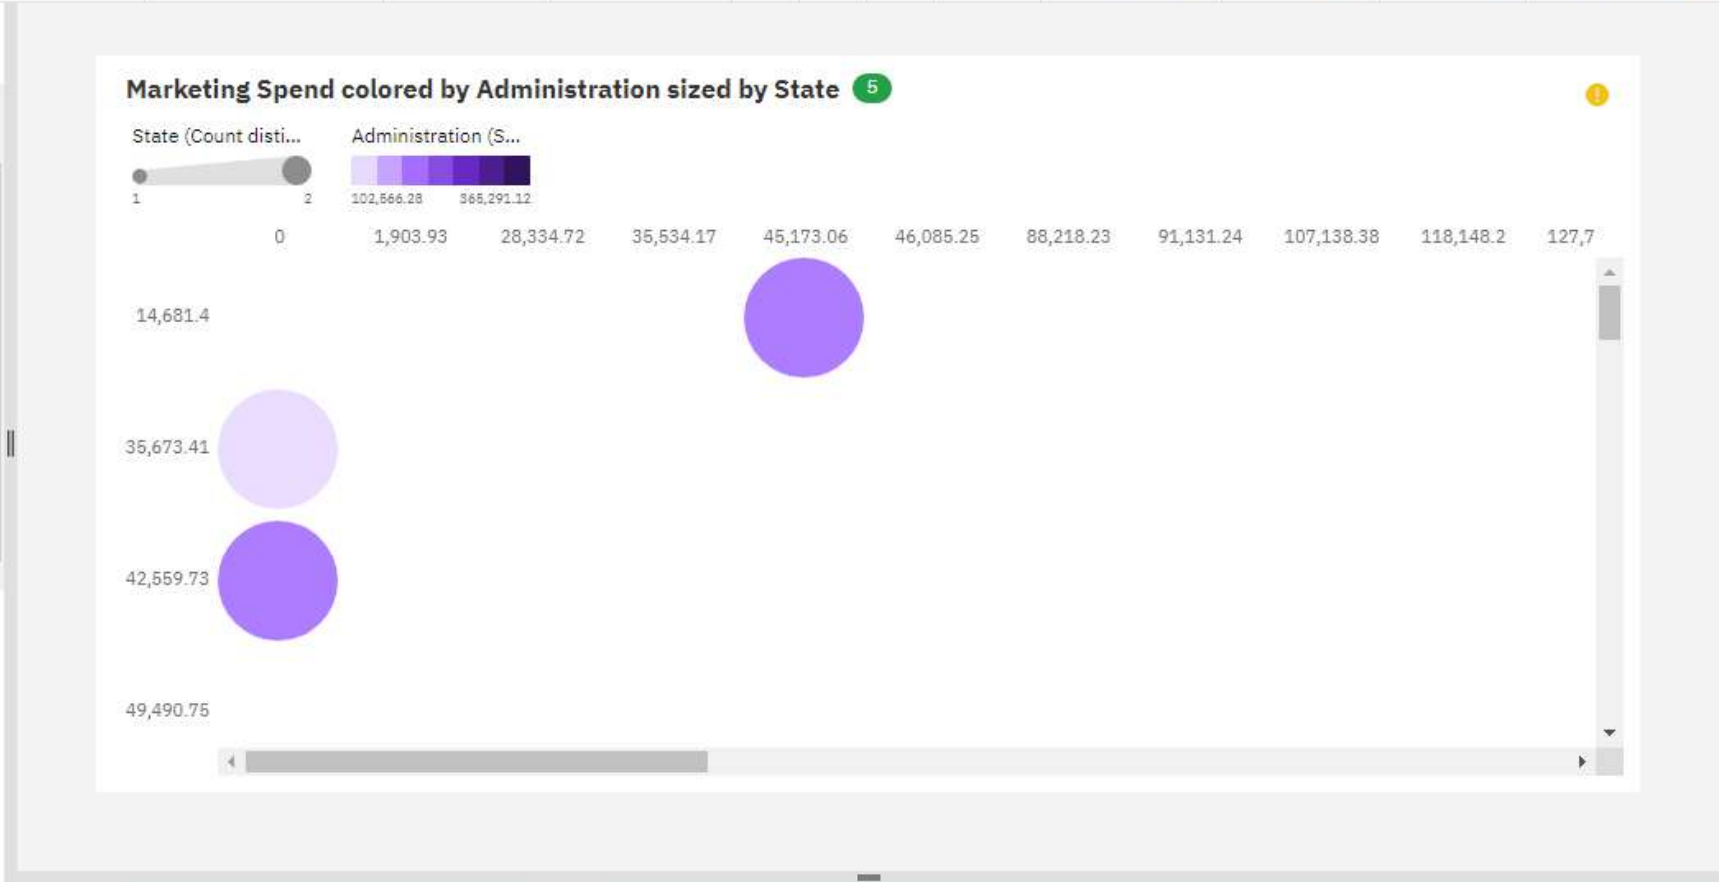 Marketing Spend colored by Administration sized by State 5
State (Count disti... Administration (S...
1 2 102,566.28 365,291.12
0 1,903.93 28,334.72 35,534.17 45,173.06 46,085.25 88,218.23 91,131.24 107,138.38 118,148.2 127,7
14,681.4
35,673.41
42,559.73
49,490.75